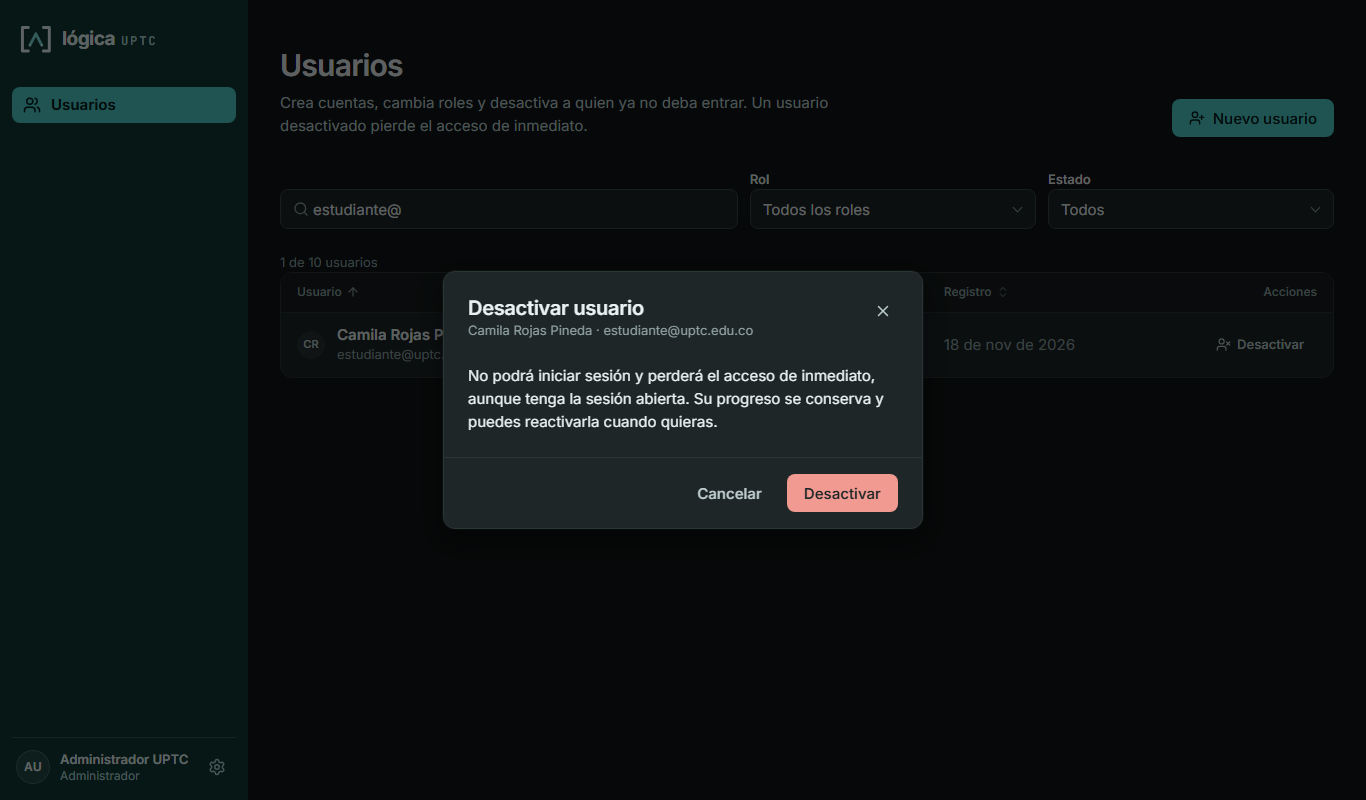 lógica UPTC
Usuarios
Usuarios
Crea cuentas, cambia roles y desactiva a quien ya no deba entrar. Un usuario
desactivado pierde el acceso de inmediato.
Nuevo usuario
Rol
Estado
estudiante@
Todos los roles
Todos
1 de 10 usuarios
Usuario
Registro
Acciones
CR
Camila Rojas P
estudiante@uptc.
18 de nov de 2026
Desactivar
Desactivar usuario
Camila Rojas Pineda · estudiante@uptc.edu.co
No podrá iniciar sesión y perderá el acceso de inmediato,
aunque tenga la sesión abierta. Su progreso se conserva y
puedes reactivarla cuando quieras.
Cancelar
Desactivar
AU
Administrador UPTC
Administrador